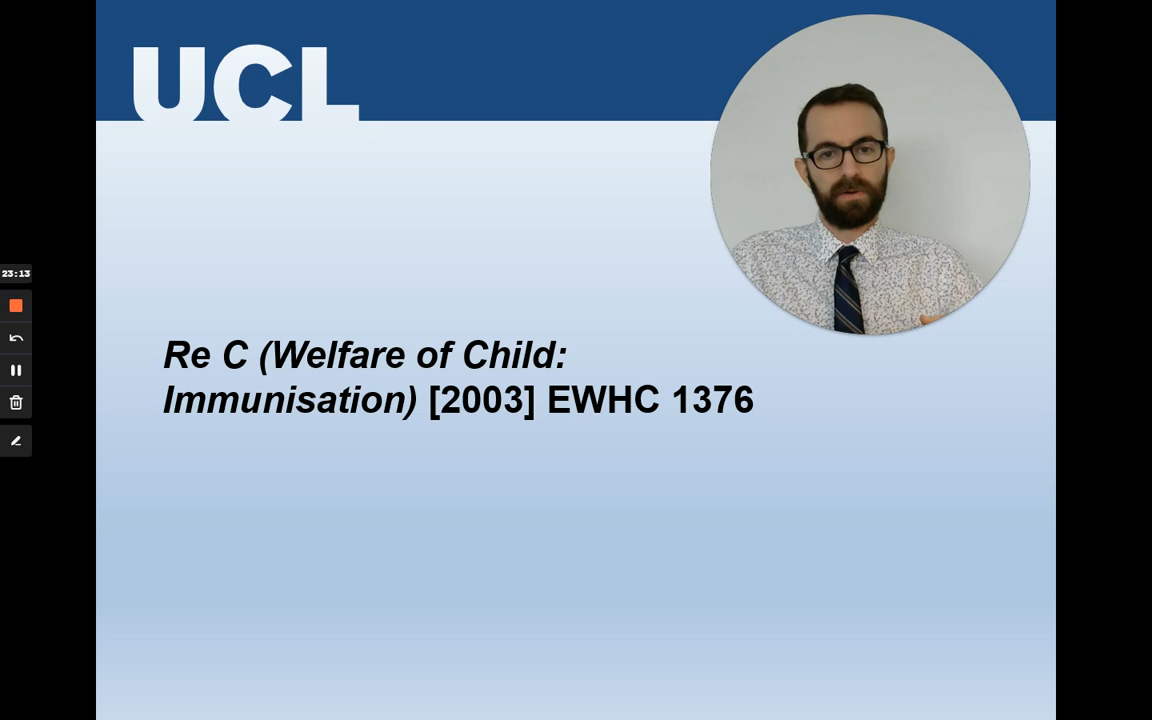 UCL
23:13
Re C (Welfare of Child:
Immunisation) [2003] EWHC 1376